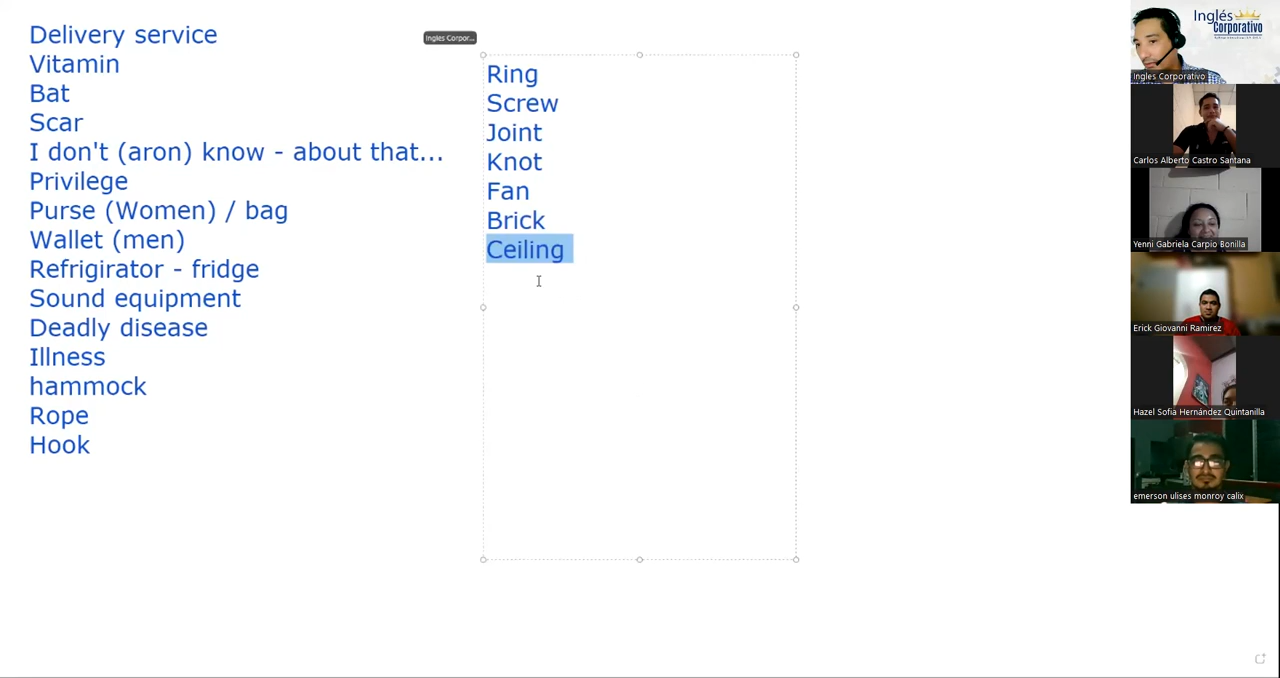 Delivery service
Vitamin
Bat
Scar
I don't (aron) know - about that...
Privilege
Purse (Women) / bag
Wallet (men)
Refrigirator - fridge
Sound equipment
Deadly disease
Illness
hammock
Rope
Hook
Ingles Corpor...
Ring
Screw
Joint
Knot
Fan
Brick
Ceiling
Inglés
Corporativo
Ingles Corporativo
Carlos Alberto Castro Santana
Yenni Gabriela Carpio Bonilla
Erick Giovanni Ramirez
Hazel Sofia Hernández Quintanilla
emerson ulises monroy calix